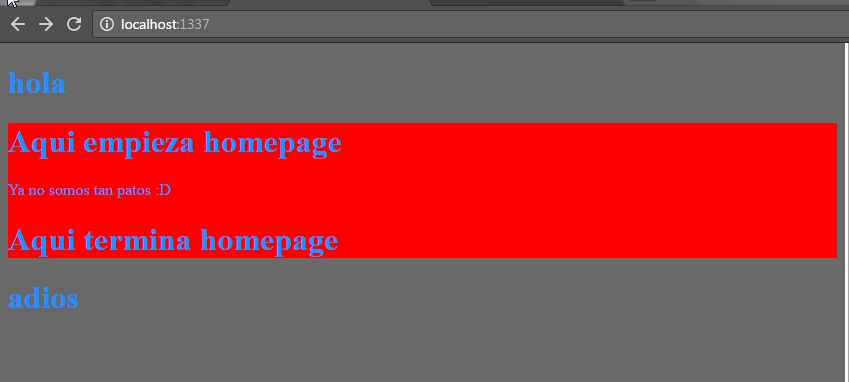 localhost:1337
hola
Aqui empieza homepage
Ya no somos tan patos :D
Aqui termina homepage
adios